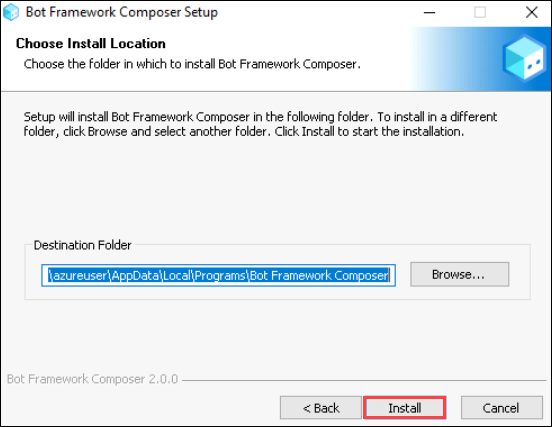 Bot Framework Composer Setup
Choose Install Location
Choose the folder in which to install Bot Framework Composer.
Setup will install Bot Framework Composer in the following folder. To install in a different
folder, click Browse and select another folder. Click Install to start the installation.
Destination Folder
\azureuser\AppData\Local\Programs\Bot Framework Composer
Browse...
Bot Framework Composer 2.0.0
< Back
Install
Cancel